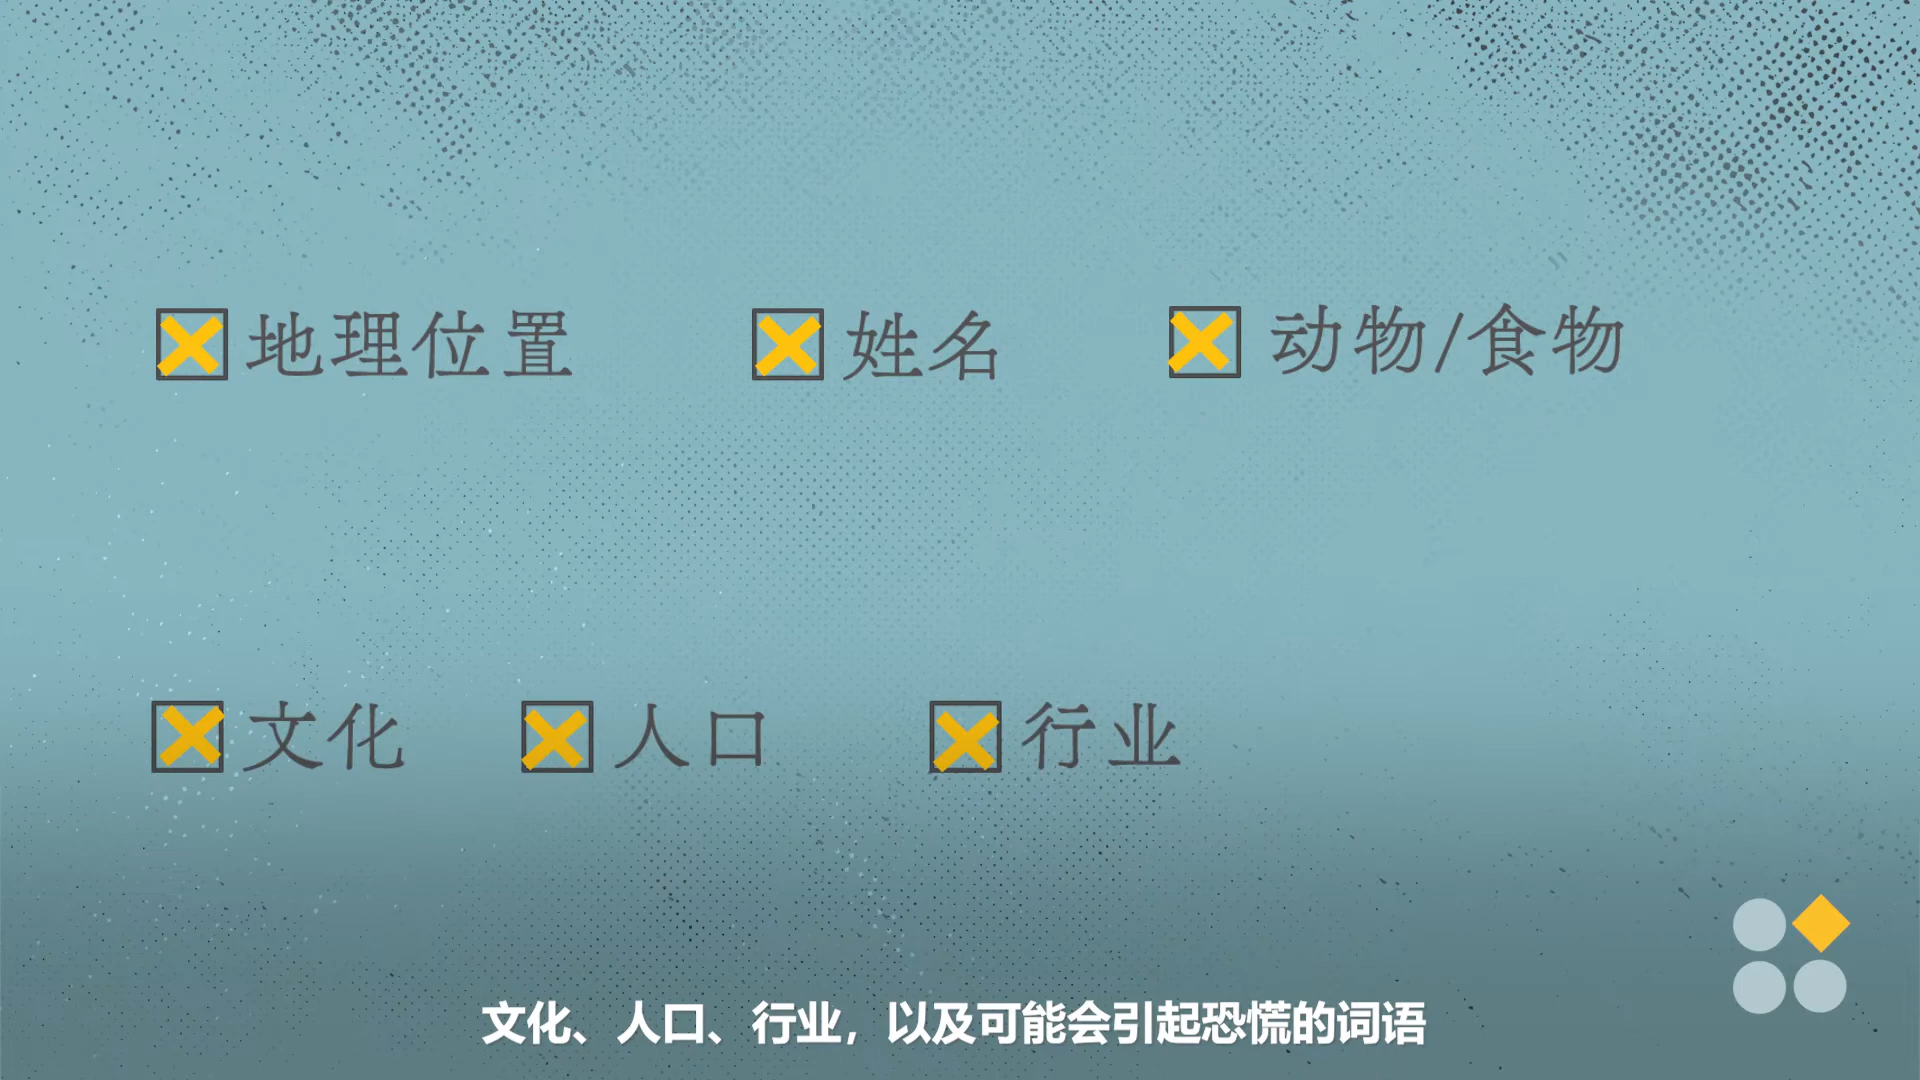 地理位置 姓名 动物/食物
文化 人口 行业
文化、人口、行业，以及可能会引起恐慌的词语